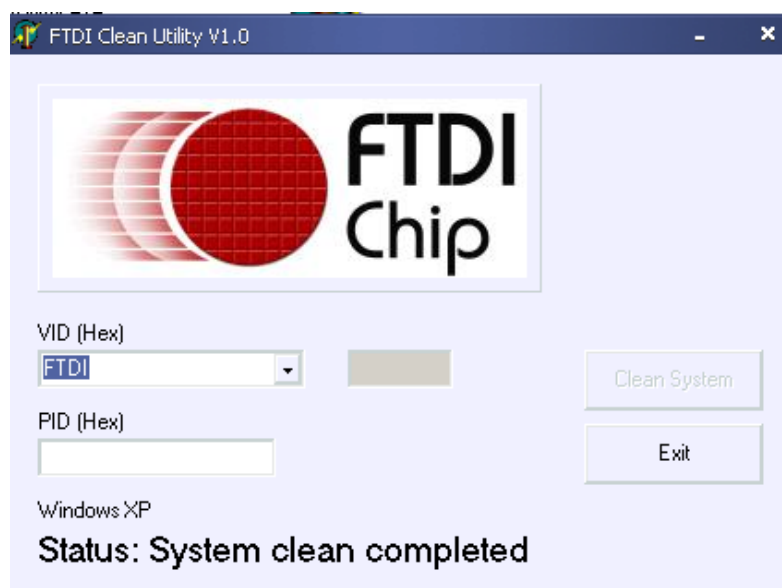 FTDI Clean Utility V1.0
FTDI
Chip
VID (Hex)
FTDI
Clean System
PID (Hex)
Exit
Windows XP
Status: System clean completed